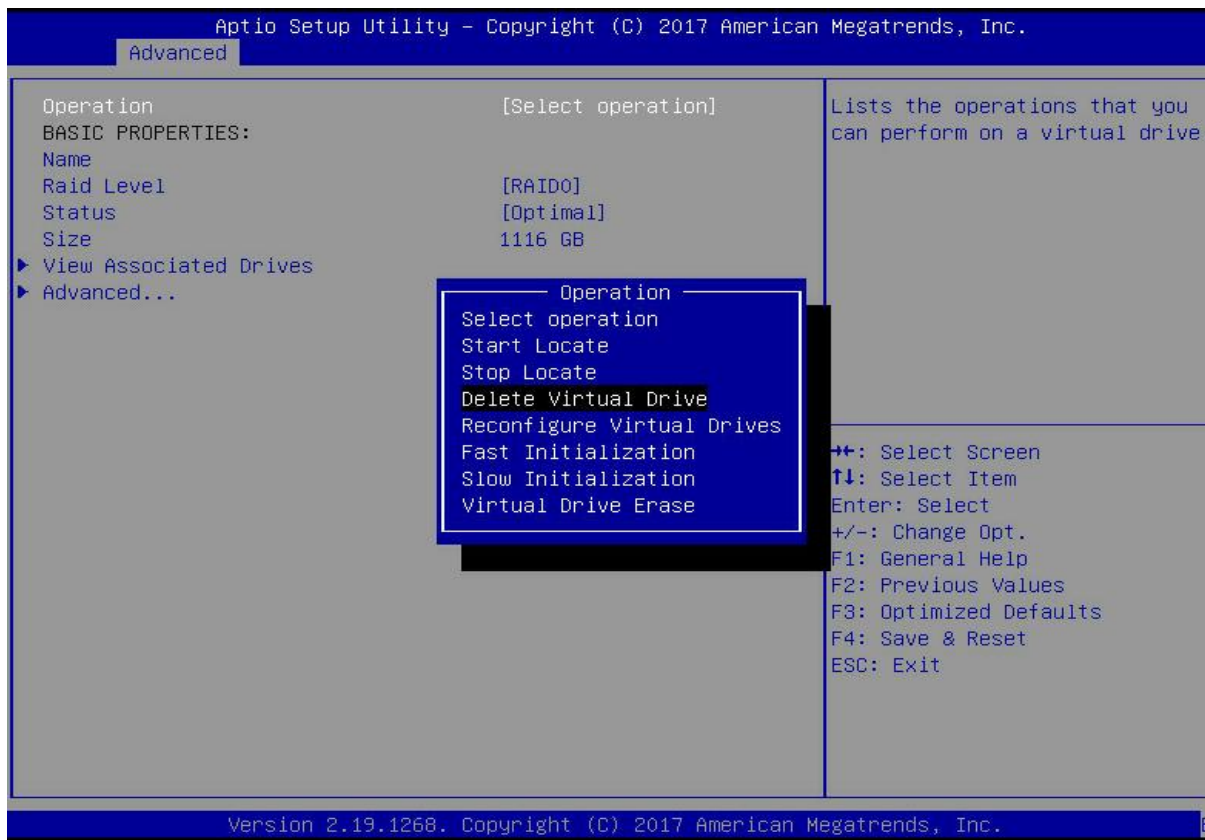 Aptio Setup Utility – Copyright (C) 2017 American Megatrends, Inc.
Advanced
Operation [Select operation]
BASIC PROPERTIES:
Name
Raid Level [RAID0]
Status [Optimal]
Size 1116 GB
View Associated Drives
Advanced...
Lists the operations that you
can perform on a virtual drive
Operation
Select operation
Start Locate
Stop Locate
Delete Virtual Drive
Reconfigure Virtual Drives
Fast Initialization
Slow Initialization
Virtual Drive Erase
→←: Select Screen
↑↓: Select Item
Enter: Select
+/-: Change Opt.
F1: General Help
F2: Previous Values
F3: Optimized Defaults
F4: Save & Reset
ESC: Exit
Version 2.19.1268. Copyright (C) 2017 American Megatrends, Inc.